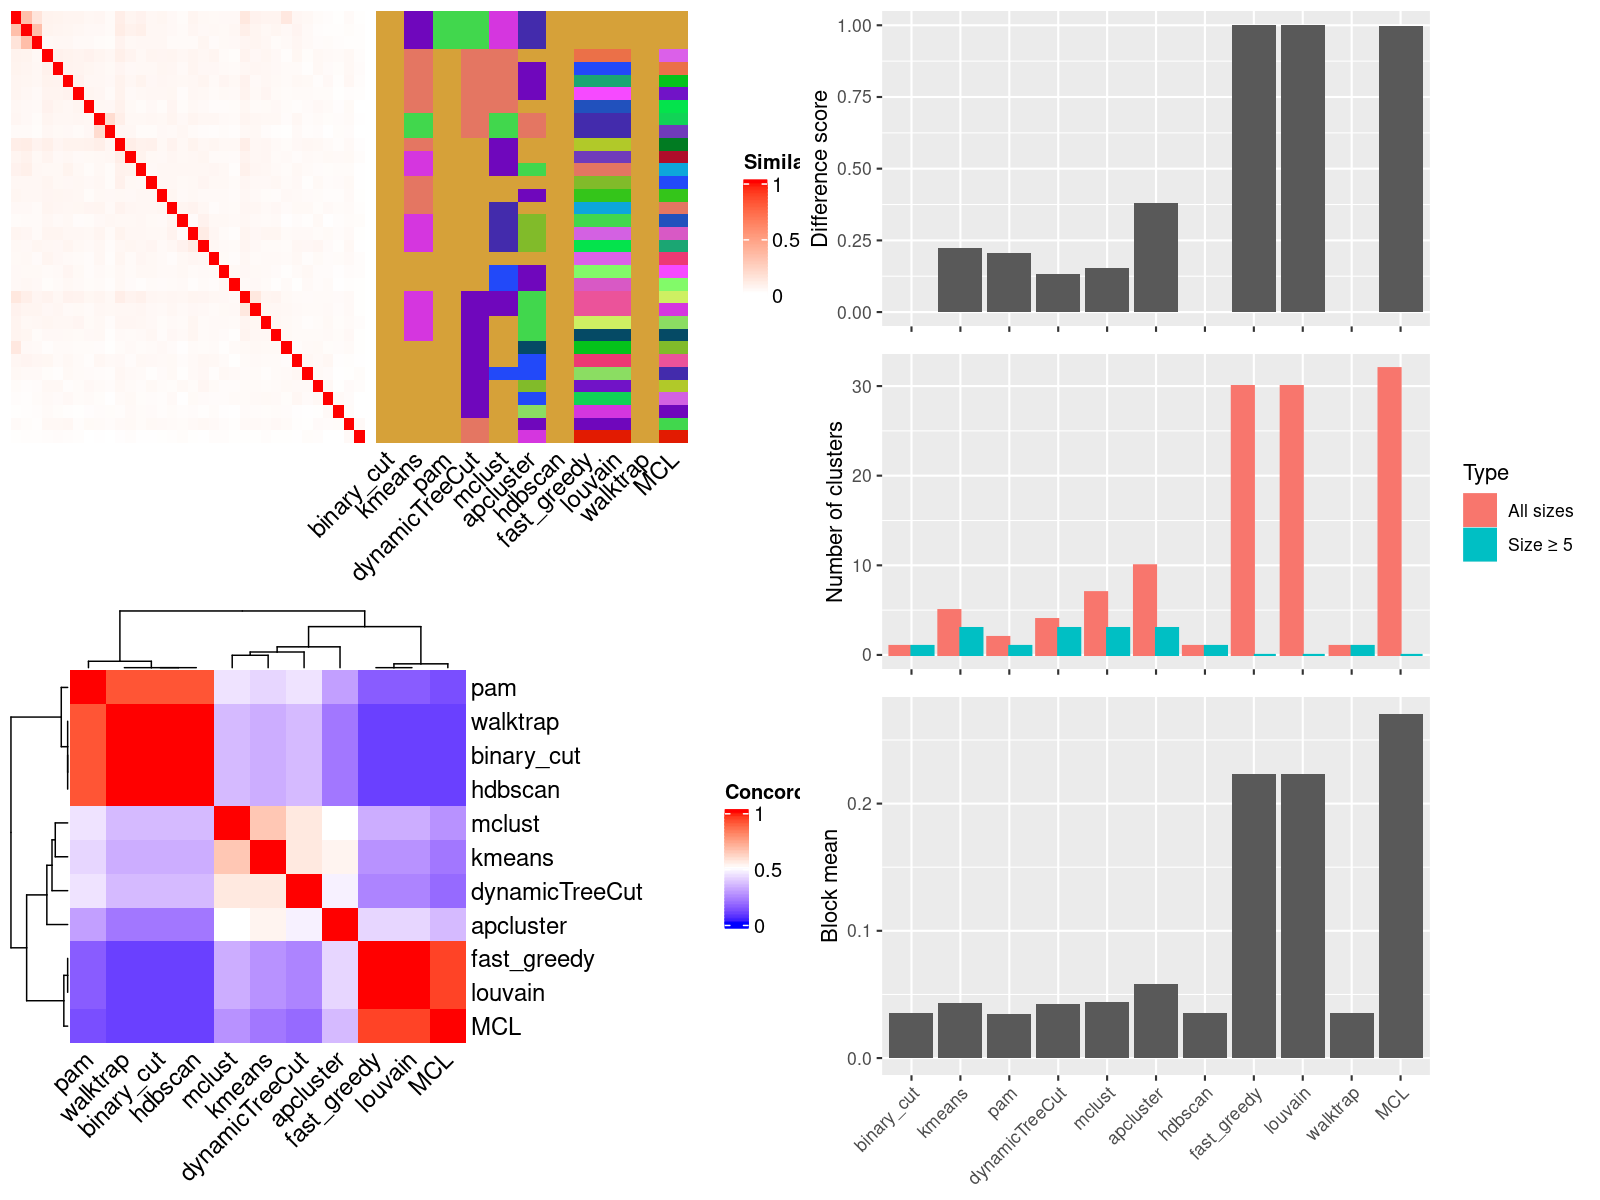 Simila
1
0.5
0
binary_cut
kmeans
pam
dynamicTreeCut
mclust
apcluster
hdbscan
fast_greedy
louvain
walktrap
MCL
Difference score
1.00
0.75
0.50
0.25
0.00
Number of clusters
30
20
10
0
Type
All sizes
Size ≥ 5
pam
walktrap
binary_cut
hdbscan
mclust
kmeans
dynamicTreeCut
apcluster
fast_greedy
louvain
MCL
pam
walktrap
binary_cut
hdbscan
mclust
kmeans
dynamicTreeCut
apcluster
fast_greedy
louvain
MCL
Concord
1
0.5
0
Block mean
0.2
0.1
0.0
binary_cut
kmeans
pam
dynamicTreeCut
mclust
apcluster
hdbscan
fast_greedy
louvain
walktrap
MCL